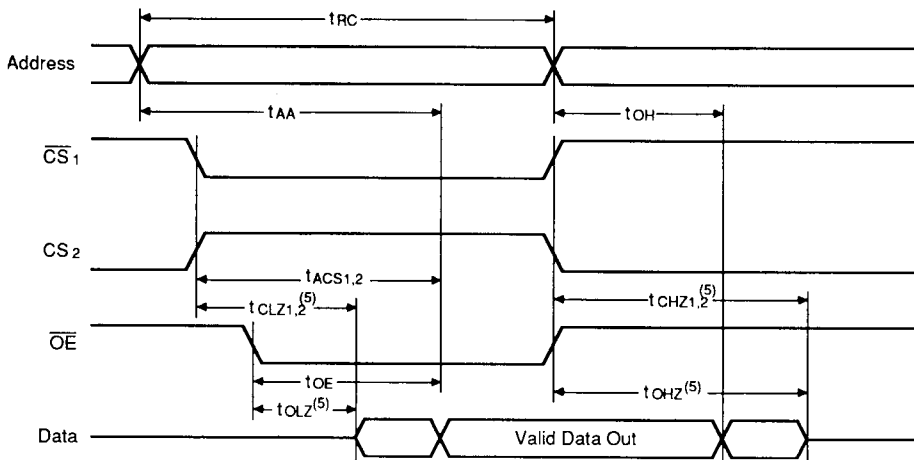 tRC
Address
tAA
tOH
CS1
CS2
tACS1,2
tCLZ1,2(5)
tCHZ1,2(5)
OE
tOE
tOHZ(5)
tOLZ(5)
Data
Valid Data Out